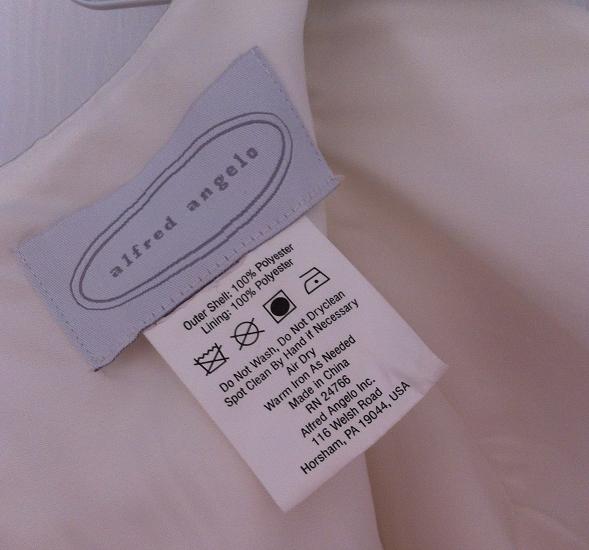 alfred angelo
Outer Shell: 100% Polyester
Lining: 100% Polyester
Do Not Wash, Do Not Dryclean
Spot Clean By Hand if Necessary
Air Dry
Warm Iron As Needed
Made in China
RN 24766
Alfred Angelo Inc.
116 Welsh Road
Horsham, PA 19044, USA